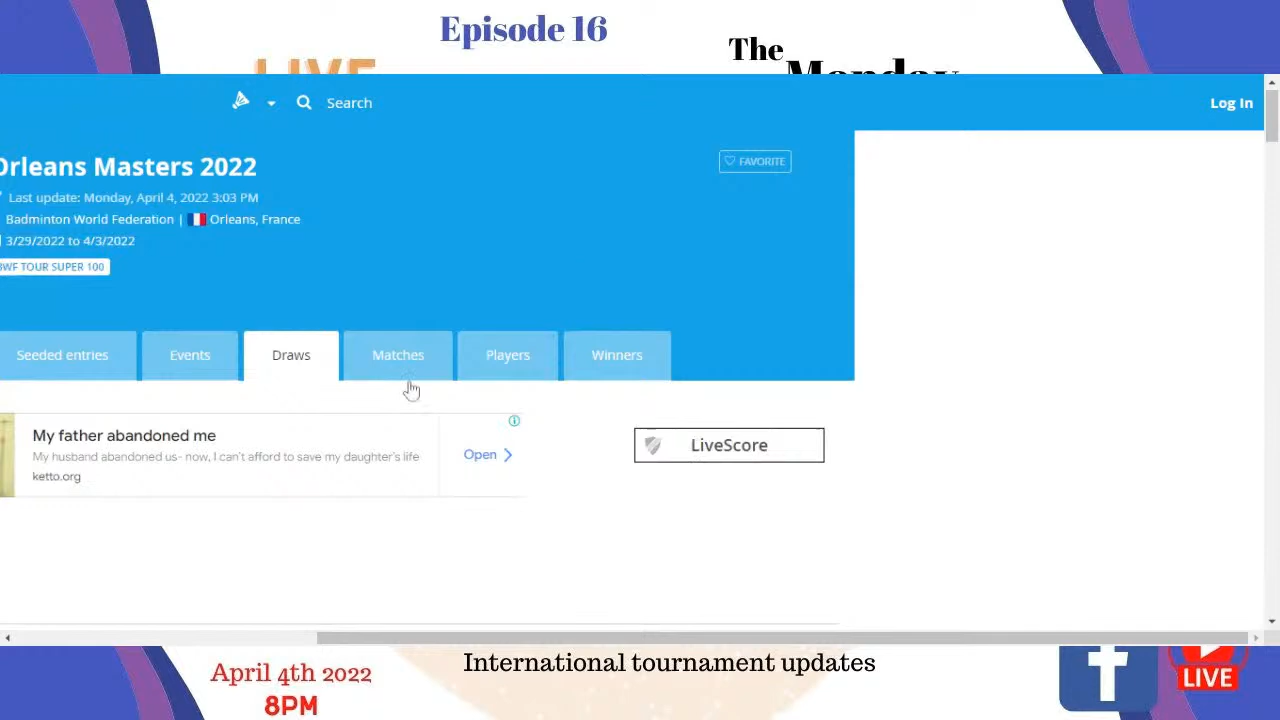 Episode 16
The
LIVE
Monday
Search
Log In
Orleans Masters 2022
FAVORITE
Last update: Monday, April 4, 2022 3:03 PM
Badminton World Federation | Orleans, France
3/29/2022 to 4/3/2022
BWF TOUR SUPER 100
Seeded entries
Events
Draws
Matches
Players
Winners
My father abandoned me
My husband abandoned us- now, I can't afford to save my daughter's life
ketto.org
Open
LiveScore
International tournament updates
April 4th 2022
8PM
LIVE